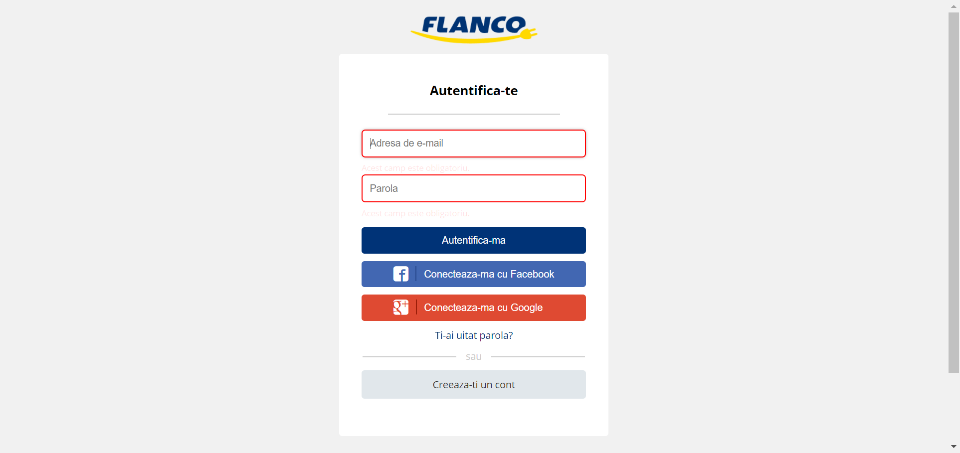 FLANCO
Autentifica-te
Adresa de e-mail
Acest camp este obligatoriu.
Parola
Acest camp este obligatoriu.
Autentifica-ma
Conecteaza-ma cu Facebook
Conecteaza-ma cu Google
Ti-ai uitat parola?
sau
Creeaza-ti un cont